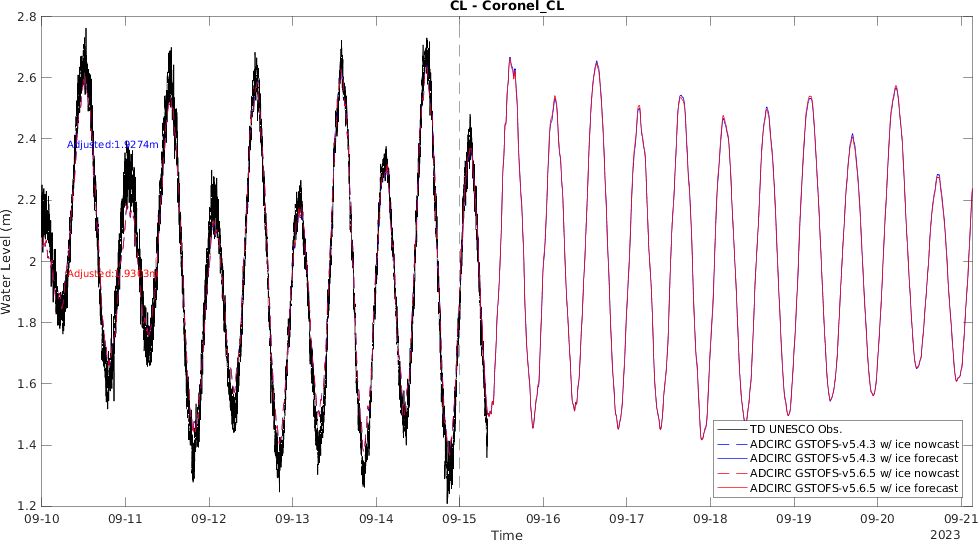 CL - Coronel_CL
2.8
2.6
2.4
2.2
2
1.8
1.6
1.4
1.2
Water Level (m)
Adjusted:1.9274m
Adjusted:1.9303m
TD UNESCO Obs.
ADCIRC GSTOFS-v5.4.3 w/ ice nowcast
ADCIRC GSTOFS-v5.4.3 w/ ice forecast
ADCIRC GSTOFS-v5.6.5 w/ ice nowcast
ADCIRC GSTOFS-v5.6.5 w/ ice forecast
09-10 09-11 09-12 09-13 09-14 09-15 09-16 09-17 09-18 09-19 09-20 09-21
Time
2023